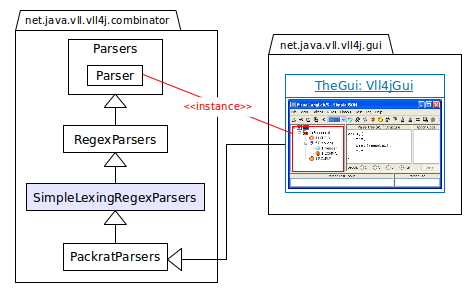 net.java.vll.vll4j.combinator
Parsers
Parser
<<instance>>
RegexParsers
SimpleLexingRegexParsers
PackratParsers
net.java.vll.vll4j.gui
TheGui: Vll4jGui